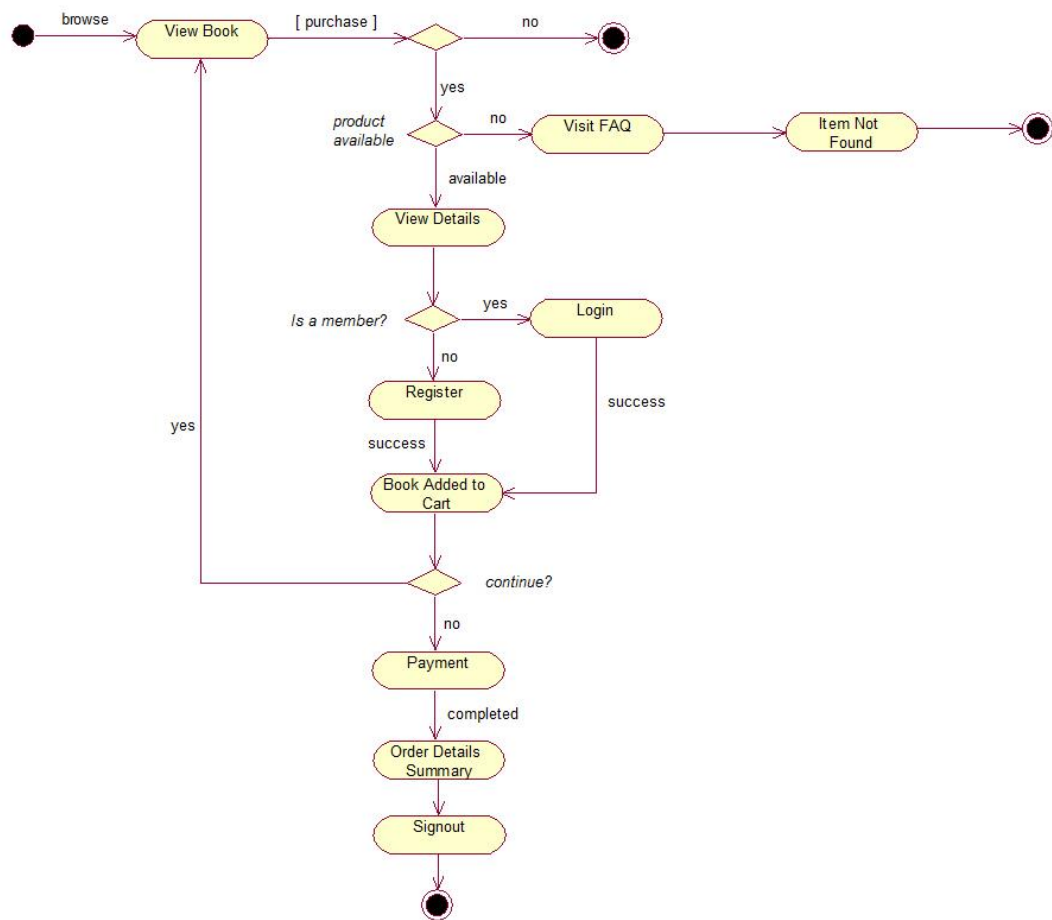 browse
View Book
[ purchase ]
no
yes
product
available
no
Visit FAQ
Item Not
Found
available
View Details
Is a member?
yes
Login
no
Register
success
success
yes
Book Added to
Cart
continue?
no
Payment
completed
Order Details
Summary
Signout